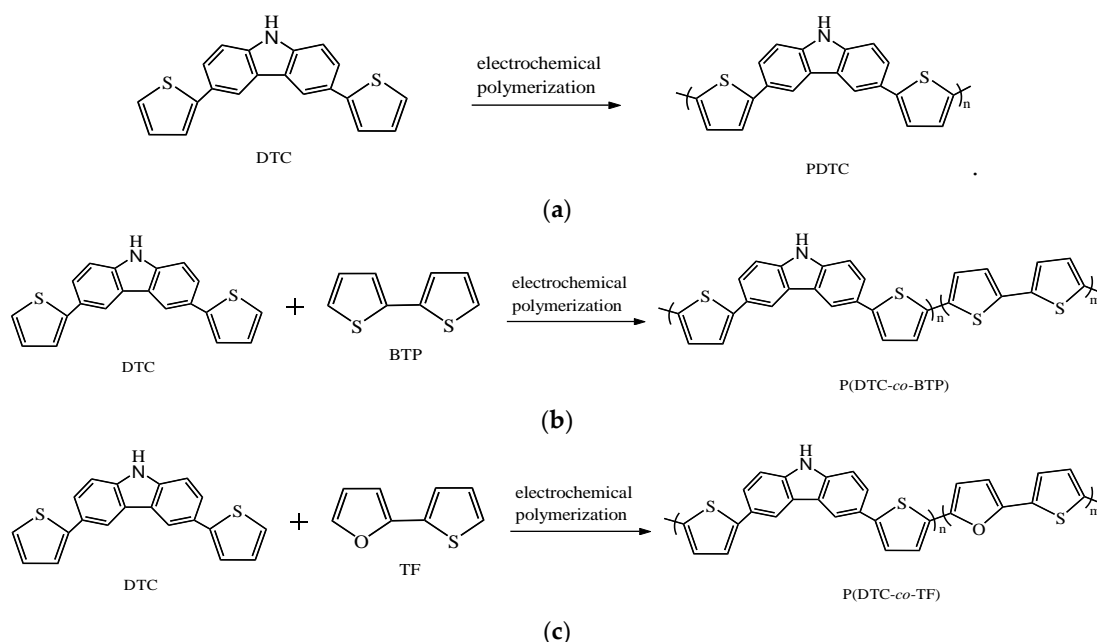 H
N
S
S
DTC
electrochemical
polymerization
H
N
S
S
n
PDTC
.
(a)
H
N
S
S
DTC
+
S
S
BTP
electrochemical
polymerization
H
N
S
S
n
S
S
m
P(DTC-co-BTP)
(b)
H
N
S
S
DTC
+
O
S
TF
electrochemical
polymerization
H
N
S
S
n
O
S
m
P(DTC-co-TF)
(c)